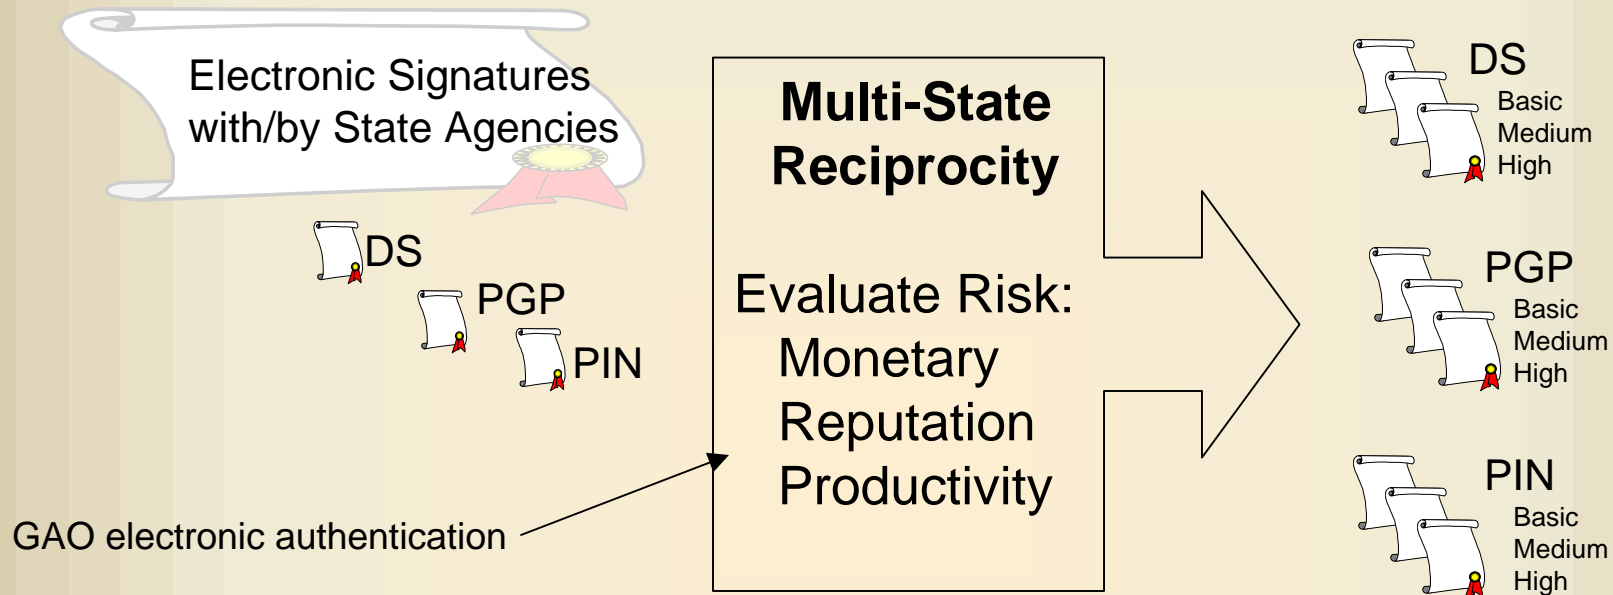 Electronic Signatures
with/by State Agencies
DS
PGP
PIN
GAO electronic authentication
Multi-State
Reciprocity
Evaluate Risk:
Monetary
Reputation
Productivity
DS
Basic
Medium
High
PGP
Basic
Medium
High
PIN
Basic
Medium
High